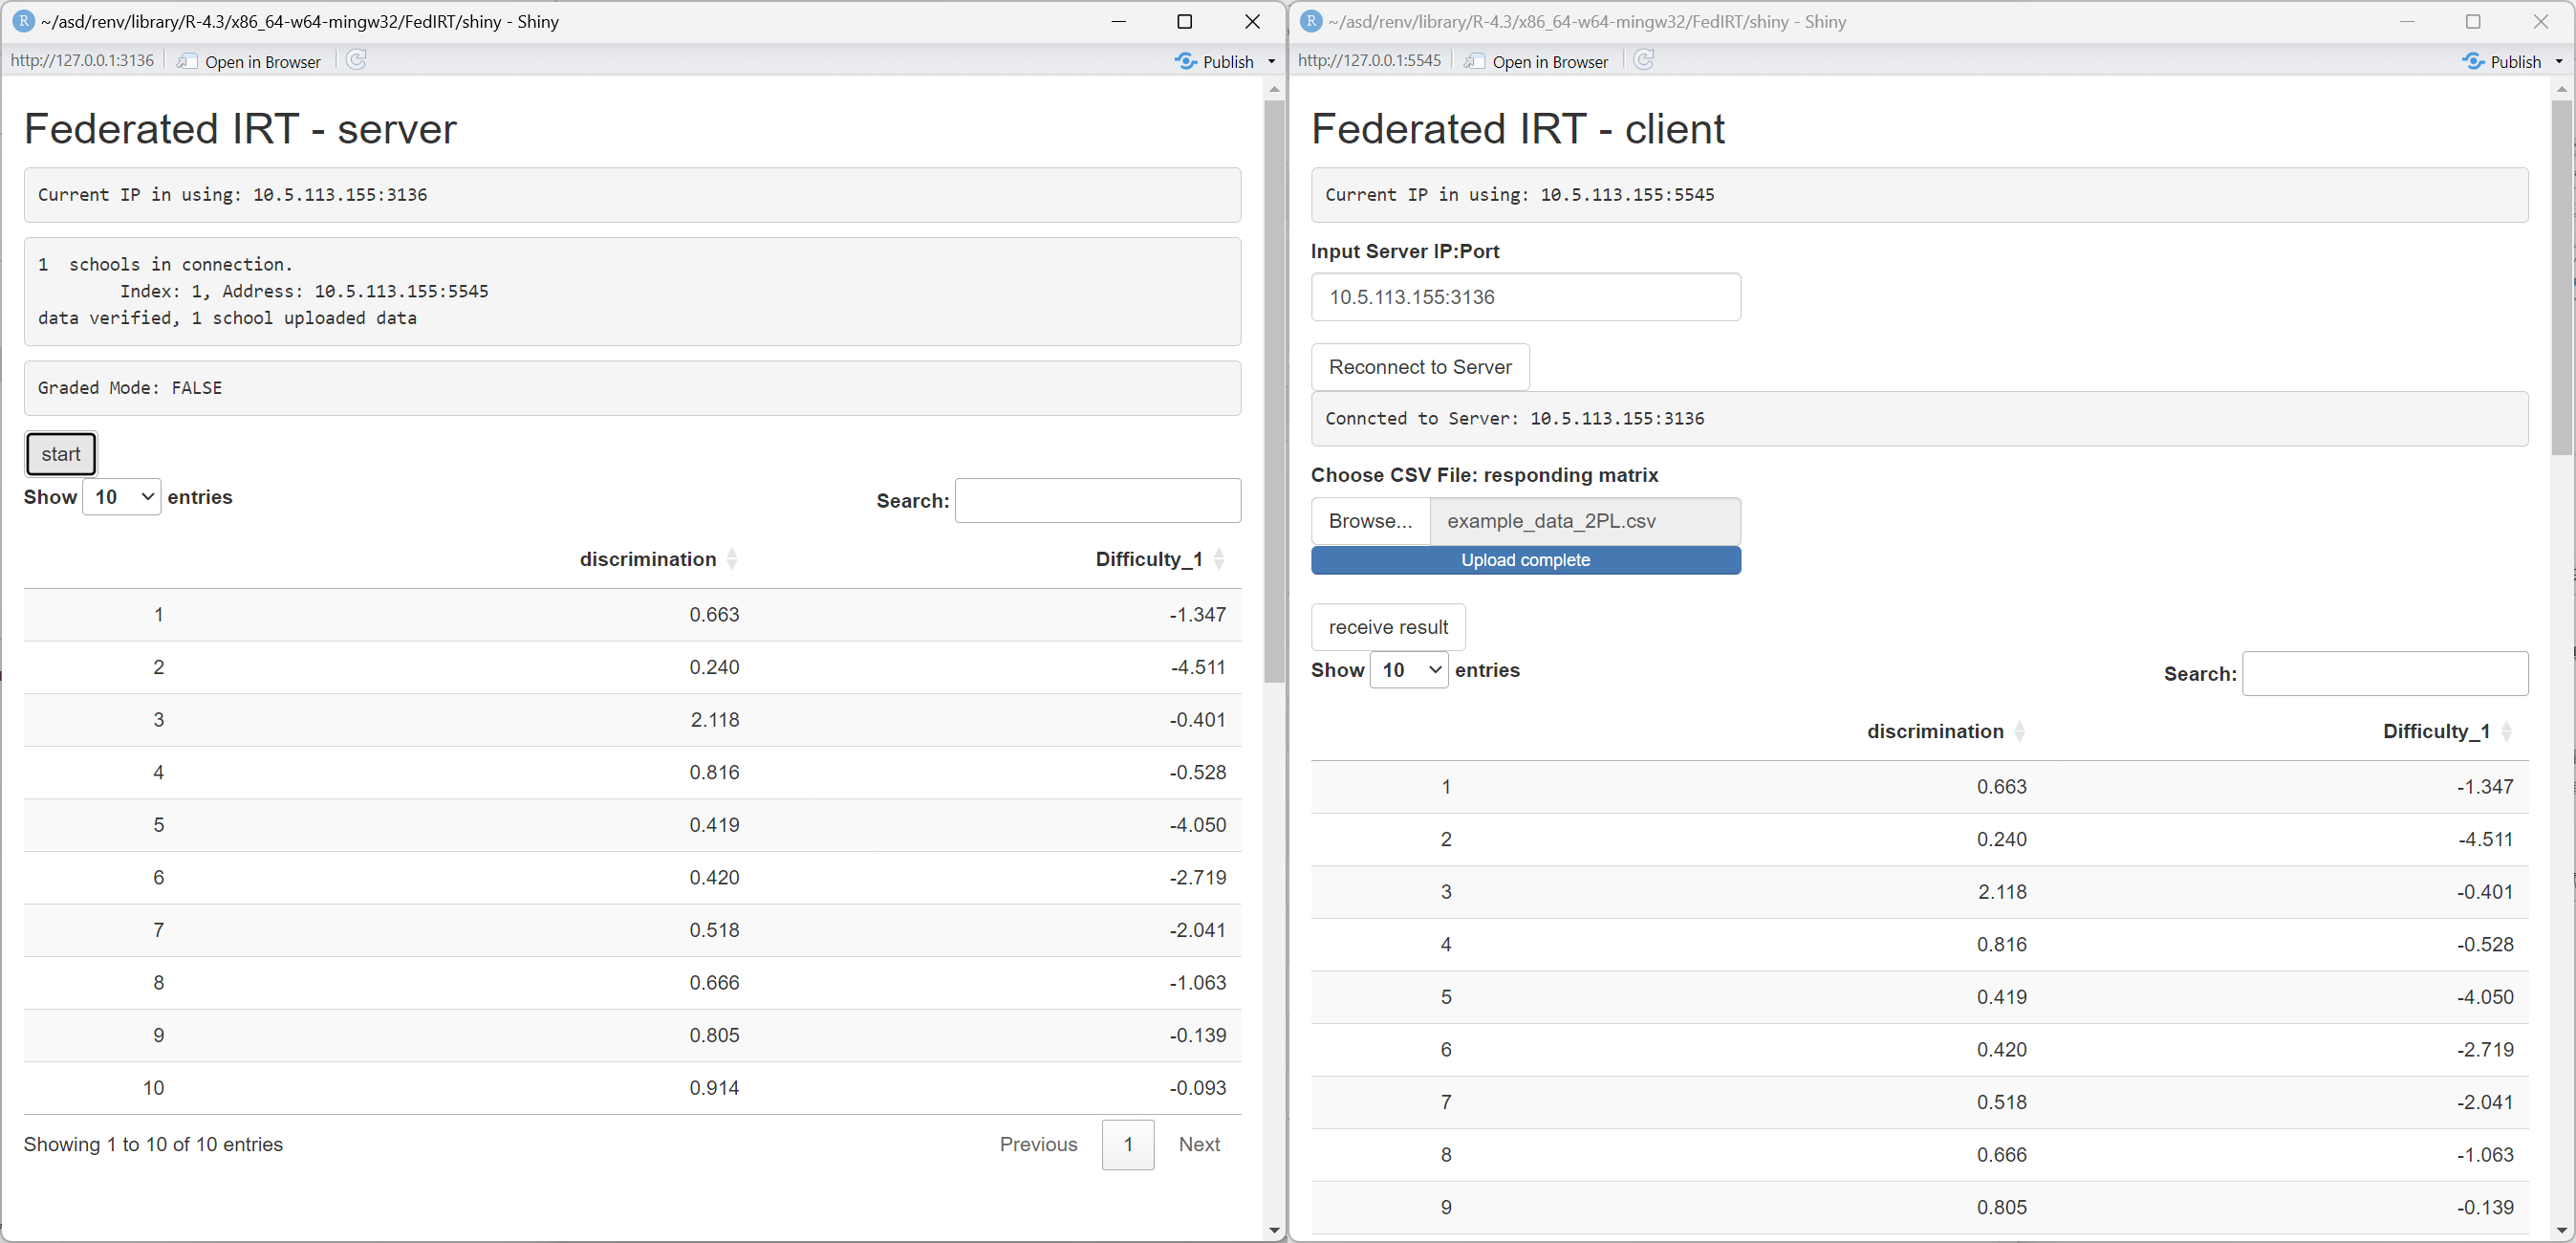 ~/asd/renv/library/R-4.3/x86_64-w64-mingw32/FedIRT/shiny - Shiny
http://127.0.0.1:3136 Open in Browser Publish
Federated IRT - server
Current IP in using: 10.5.113.155:3136
1 schools in connection.
Index: 1, Address: 10.5.113.155:5545
data verified, 1 school uploaded data
Graded Mode: FALSE
start
Show 10 entries Search:
discrimination Difficulty_1
1 0.663 -1.347
2 0.240 -4.511
3 2.118 -0.401
4 0.816 -0.528
5 0.419 -4.050
6 0.420 -2.719
7 0.518 -2.041
8 0.666 -1.063
9 0.805 -0.139
10 0.914 -0.093
Showing 1 to 10 of 10 entries Previous 1 Next
~/asd/renv/library/R-4.3/x86_64-w64-mingw32/FedIRT/shiny - Shiny
http://127.0.0.1:5545 Open in Browser Publish
Federated IRT - client
Current IP in using: 10.5.113.155:5545
Input Server IP:Port
10.5.113.155:3136
Reconnect to Server
Conncted to Server: 10.5.113.155:3136
Choose CSV File: responding matrix
Browse... example_data_2PL.csv
Upload complete
receive result
Show 10 entries Search:
discrimination Difficulty_1
1 0.663 -1.347
2 0.240 -4.511
3 2.118 -0.401
4 0.816 -0.528
5 0.419 -4.050
6 0.420 -2.719
7 0.518 -2.041
8 0.666 -1.063
9 0.805 -0.139